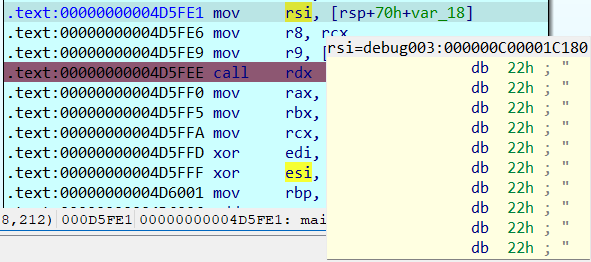 .text:00000000004D5FE1 mov rsi, [rsp+70h+var_18]
.text:00000000004D5FE6 mov r8, rcx
.text:00000000004D5FE9 mov r9, [
.text:00000000004D5FEE call rdx
.text:00000000004D5FF0 mov rax,
.text:00000000004D5FF5 mov rbx,
.text:00000000004D5FFA mov rcx,
.text:00000000004D5FFD xor edi,
.text:00000000004D5FFF xor esi,
.text:00000000004D6001 mov rbp,
8,212) 000D5FE1 00000000004D5FE1: mai
rsi=debug003:000000C00001C180
db 22h ; "
db 22h ; "
db 22h ; "
db 22h ; "
db 22h ; "
db 22h ; "
db 22h ; "
db 22h ; "
db 22h ; "
db 22h ; "